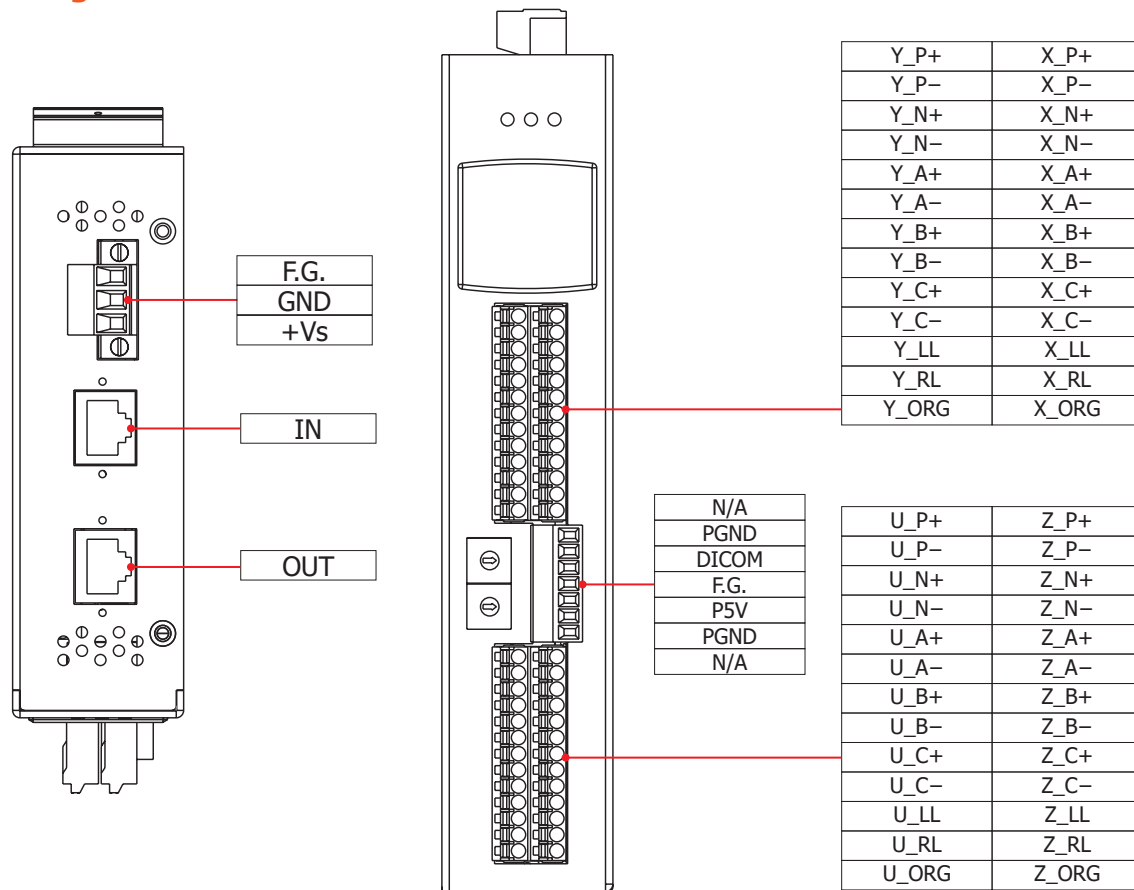 F.G.
GND
+Vs
IN
OUT
Y_P+ X_P+
Y_P− X_P−
Y_N+ X_N+
Y_N− X_N−
Y_A+ X_A+
Y_A− X_A−
Y_B+ X_B+
Y_B− X_B−
Y_C+ X_C+
Y_C− X_C−
Y_LL X_LL
Y_RL X_RL
Y_ORG X_ORG
N/A
PGND
DICOM
F.G.
P5V
PGND
N/A
U_P+ Z_P+
U_P− Z_P−
U_N+ Z_N+
U_N− Z_N−
U_A+ Z_A+
U_A− Z_A−
U_B+ Z_B+
U_B− Z_B−
U_C+ Z_C+
U_C− Z_C−
U_LL Z_LL
U_RL Z_RL
U_ORG Z_ORG